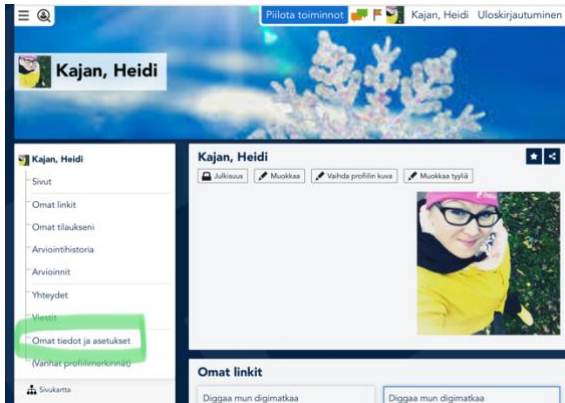 Piilota toiminnot Kajan, Heidi Uloskirjautuminen
Kajan, Heidi
Kajan, Heidi
Sivut
Omat linkit
Omat tilaukseni
Arviointihistoria
Arvioinnit
Yhteydet
Viestit
Omat tiedot ja asetukset
(Vanhat profiilimerkinnät)
Sivukartta
Kajan, Heidi
Julkisuus Muokkaa Vaihda profiilin kuva Muokkaa tyyliä
Omat linkit
Diggaa mun digimatkaa Diggaa mun digimatkaa